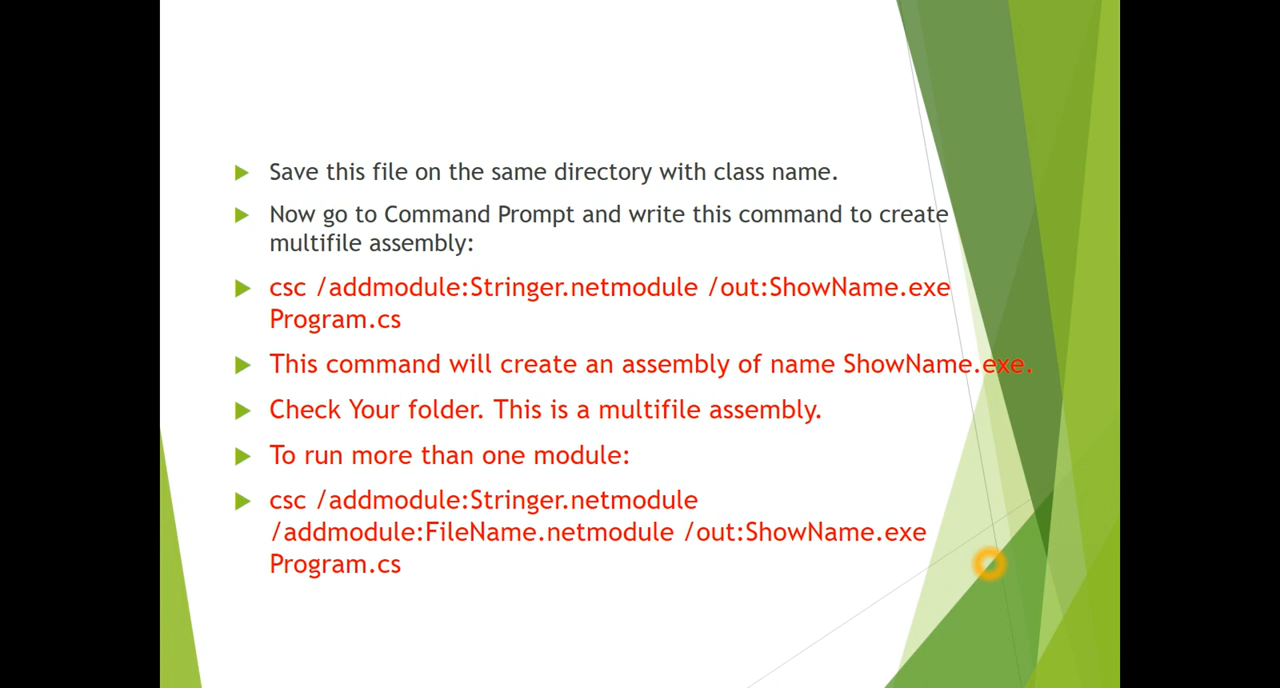 Save this file on the same directory with class name.
Now go to Command Prompt and write this command to create
multifile assembly:
csc /addmodule:Stringer.netmodule /out:ShowName.exe
Program.cs
This command will create an assembly of name ShowName.exe.
Check Your folder. This is a multifile assembly.
To run more than one module:
csc /addmodule:Stringer.netmodule
/addmodule:FileName.netmodule /out:ShowName.exe
Program.cs